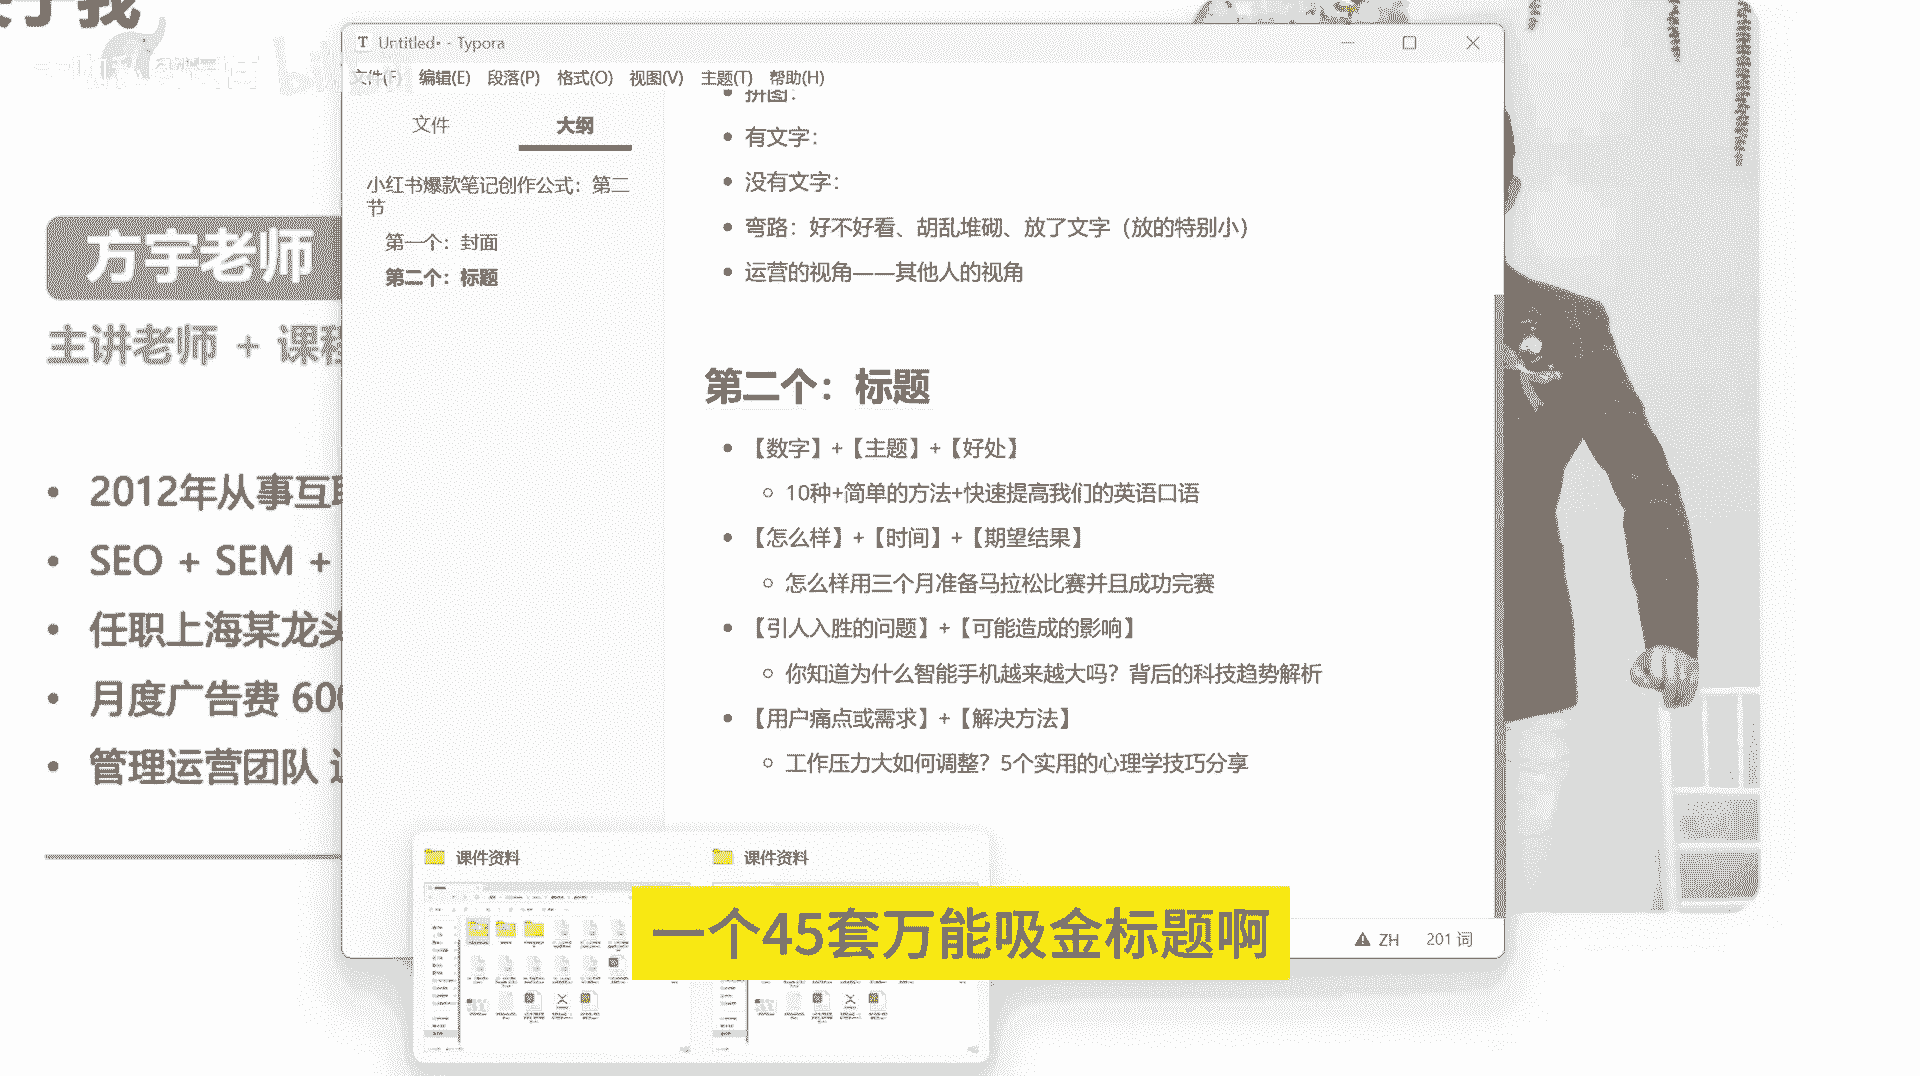 于我
Untitled• - Typora
文件(F) 编辑(E) 段落(P) 格式(O) 视图(V) 主题(T) 帮助(H)
文件 大纲
小红书爆款笔记创作公式：第二
节
第一个：封面
第二个：标题
拼图：
有文字：
没有文字：
弯路：好不好看、胡乱堆砌、放了文字（放的特别小）
运营的视角——其他人的视角
第二个：标题
【数字】+【主题】+【好处】
10种+简单的方法+快速提高我们的英语口语
【怎么样】+【时间】+【期望结果】
怎么样用三个月准备马拉松比赛并且成功完赛
【引人入胜的问题】+【可能造成的影响】
你知道为什么智能手机越来越大吗？背后的科技趋势解析
【用户痛点或需求】+【解决方法】
工作压力大如何调整？5个实用的心理学技巧分享
ZH 201 词
方宇老师
主讲老师 + 课程
2012年从事互联
SEO + SEM +
任职上海某龙头
月度广告费 600
管理运营团队
课件资料 课件资料
一个45套万能吸金标题啊